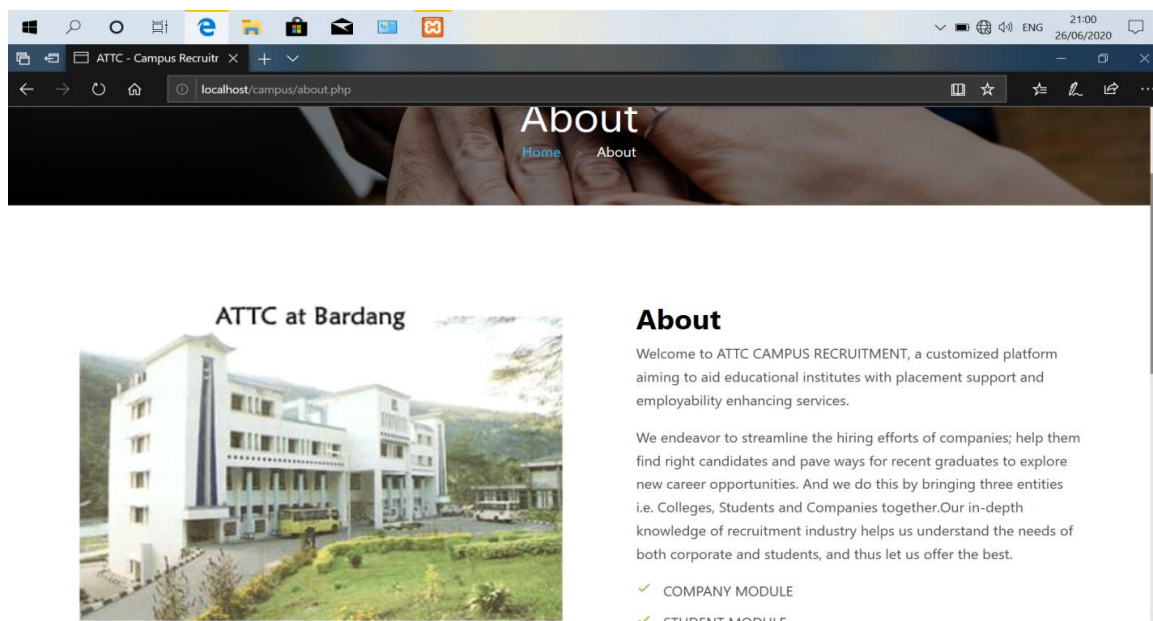 21:00
ENG
26/06/2020
ATTC - Campus Recruitr
localhost/campus/about.php
About
Home > About
ATTC at Bardang
About
Welcome to ATTC CAMPUS RECRUITMENT, a customized platform
aiming to aid educational institutes with placement support and
employability enhancing services.
We endeavor to streamline the hiring efforts of companies; help them
find right candidates and pave ways for recent graduates to explore
new career opportunities. And we do this by bringing three entities
i.e. Colleges, Students and Companies together.Our in-depth
knowledge of recruitment industry helps us understand the needs of
both corporate and students, and thus let us offer the best.
COMPANY MODULE
STUDENT MODULE